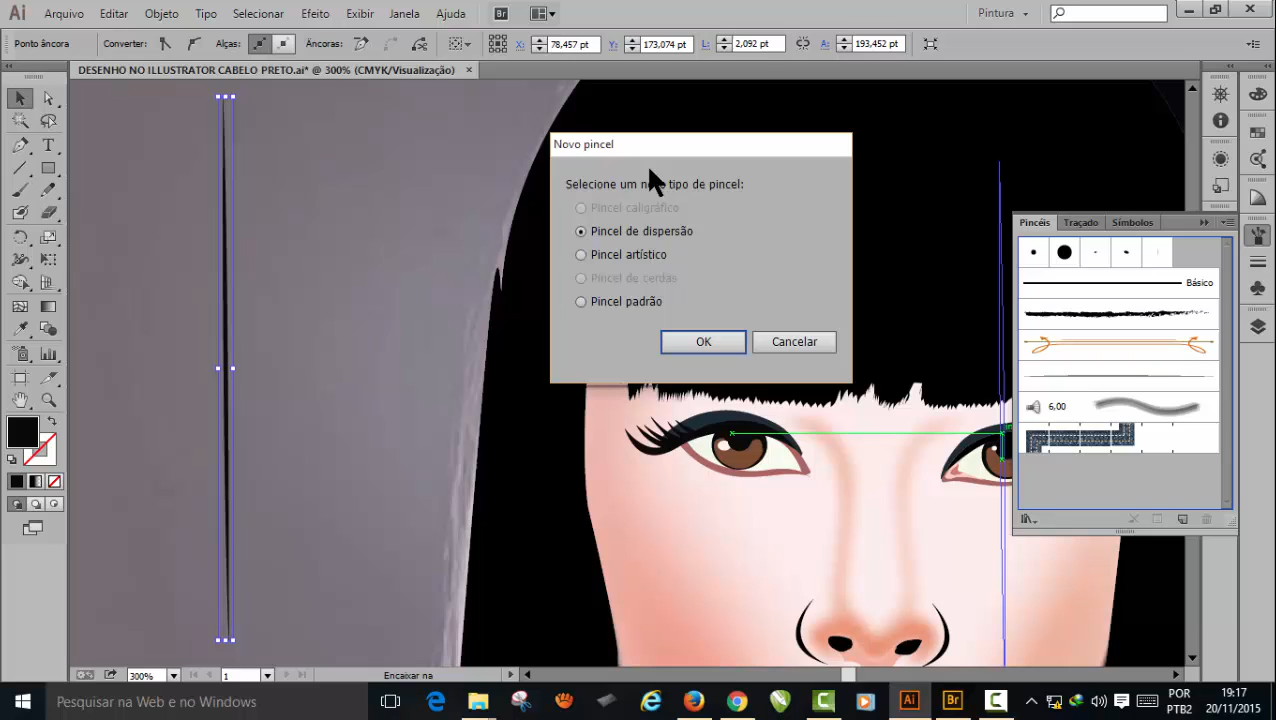 Ai Arquivo Editar Objeto Tipo Selecionar Efeito Exibir Janela Ajuda Br Pintura
Ponto âncora Converter: Alças: Âncoras: X: 78,457 pt Y: 173,074 pt L: 2,092 pt A: 193,452 pt
DESENHO NO ILLUSTRATOR CABELO PRETO.ai* @ 300% (CMYK/Visualização) ×
Novo pincel
Selecione um no tipo de pincel:
Pincel caligráfico
Pincel de dispersão
Pincel artístico
Pincel de cerdas
Pincel padrão
OK Cancelar
Pincéis Traçado Símbolos
Básico
6,00
300% 1 Encaixar na
Pesquisar na Web e no Windows
Ai Br
POR
PTB2
19:17
20/11/2015